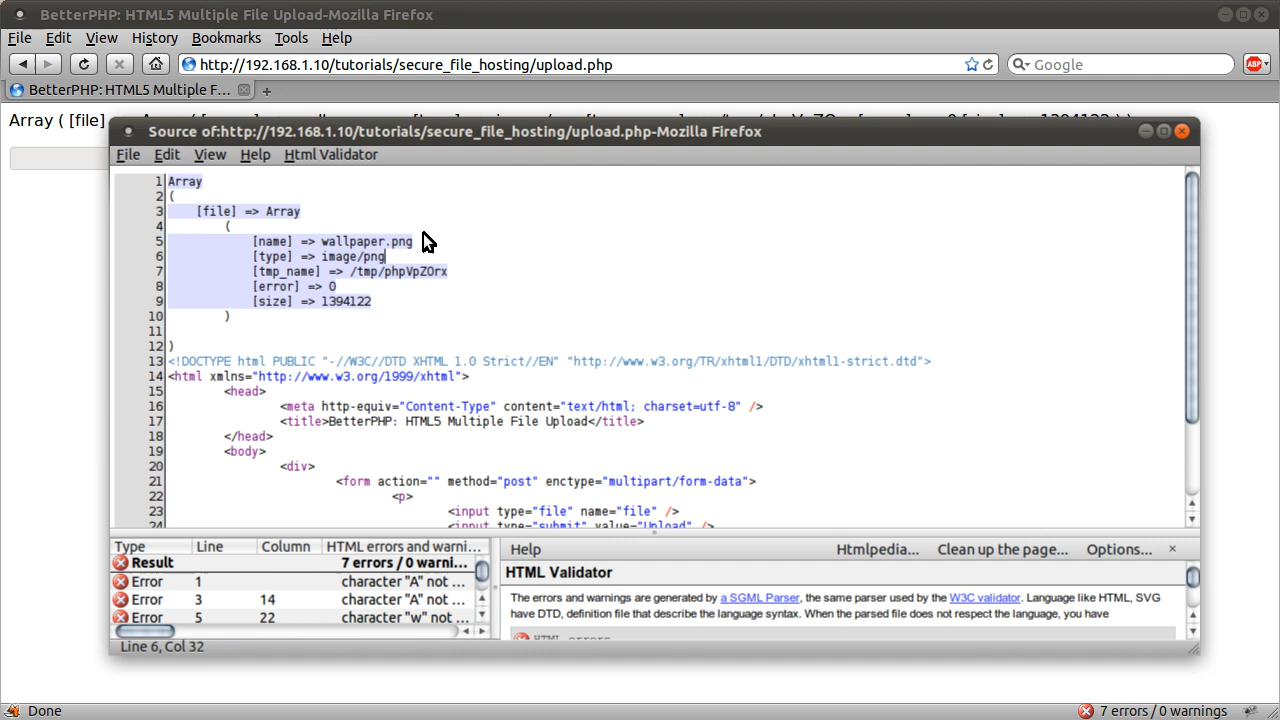 BetterPHP: HTML5 Multiple File Upload-Mozilla Firefox
File Edit View History Bookmarks Tools Help
http://192.168.1.10/tutorials/secure_file_hosting/upload.php
Google
ABP
BetterPHP: HTML5 Multiple F...
Array ( [file]
Source of:http://192.168.1.10/tutorials/secure_file_hosting/upload.php-Mozilla Firefox
File Edit View Help Html Validator
1 Array
2 (
3 [file] => Array
4 (
5 [name] => wallpaper.png
6 [type] => image/png
7 [tmp_name] => /tmp/phpVpZOrx
8 [error] => 0
9 [size] => 1394122
10 )
11
12 )
13 <!DOCTYPE html PUBLIC "-//W3C//DTD XHTML 1.0 Strict//EN" "http://www.w3.org/TR/xhtml1/DTD/xhtml1-strict.dtd">
14 <html xmlns="http://www.w3.org/1999/xhtml">
15 <head>
16 <meta http-equiv="Content-Type" content="text/html; charset=utf-8" />
17 <title>BetterPHP: HTML5 Multiple File Upload</title>
18 </head>
19 <body>
20 <div>
21 <form action="" method="post" enctype="multipart/form-data">
22 <p>
23 <input type="file" name="file" />
24 <input type="submit" value="Upload" />
Type Line Column HTML errors and warni...
Result 7 errors / 0 warni...
Error 1 character "A" not ...
Error 3 14 character "A" not ...
Error 5 22 character "w" not ...
Help Htmlpedia... Clean up the page... Options...
HTML Validator
The errors and warnings are generated by a SGML Parser, the same parser used by the W3C validator. Language like HTML, SVG
have DTD, definition file that describe the language syntax. When the parsed file does not respect the language, you have
HTML errors
Line 6, Col 32
Done
7 errors / 0 warnings